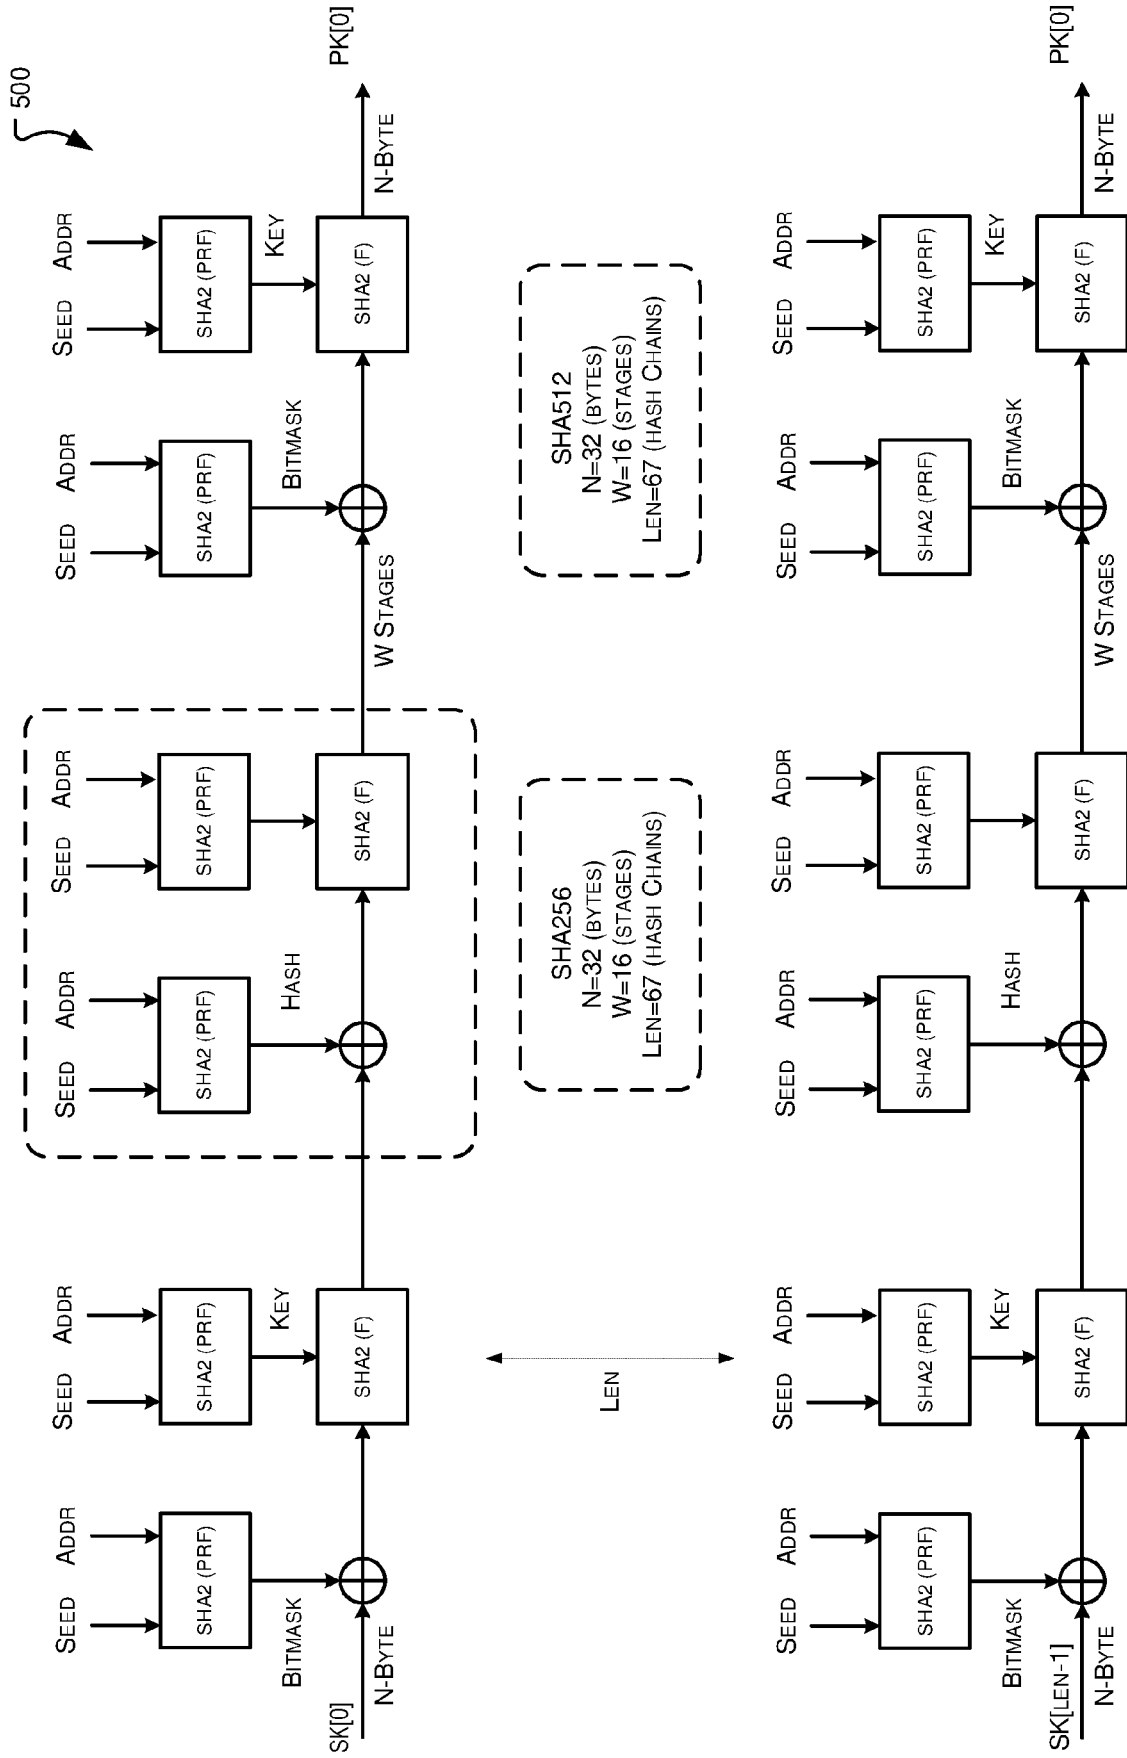 500
SEED ADDR SEED ADDR SEED ADDR SEED ADDR SEED ADDR SEED ADDR
SHA2 (PRF) SHA2 (PRF) SHA2 (PRF) SHA2 (PRF) SHA2 (PRF) SHA2 (PRF)
BITMASK KEY HASH BITMASK KEY
SK[0] SHA2 (F) SHA2 (F) SHA2 (F) PK[0]
N-BYTE W STAGES N-BYTE
LEN
SHA256
N=32 (BYTES)
W=16 (STAGES)
LEN=67 (HASH CHAINS)
SHA512
N=32 (BYTES)
W=16 (STAGES)
LEN=67 (HASH CHAINS)
SEED ADDR SEED ADDR SEED ADDR SEED ADDR SEED ADDR SEED ADDR
SHA2 (PRF) SHA2 (PRF) SHA2 (PRF) SHA2 (PRF) SHA2 (PRF) SHA2 (PRF)
BITMASK KEY HASH BITMASK KEY
SK[LEN-1] SHA2 (F) SHA2 (F) SHA2 (F) PK[0]
N-BYTE W STAGES N-BYTE